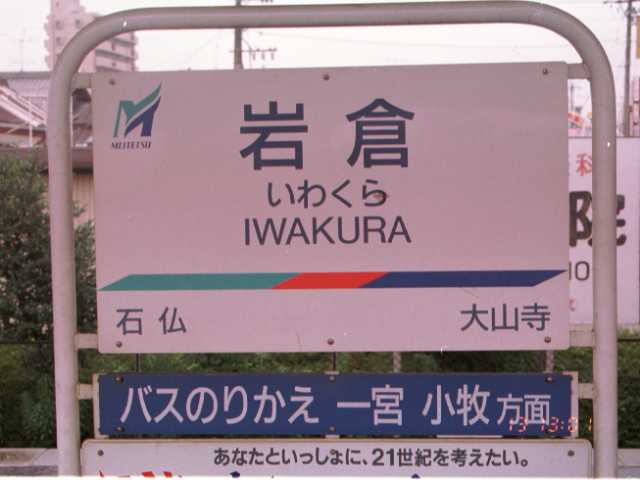 MEITETSU
岩倉
いわくら
IWAKURA
石仏
大山寺
バスのりかえ 一宮 小牧方面
あなたといっしょに、21世紀を考えたい。
科
院